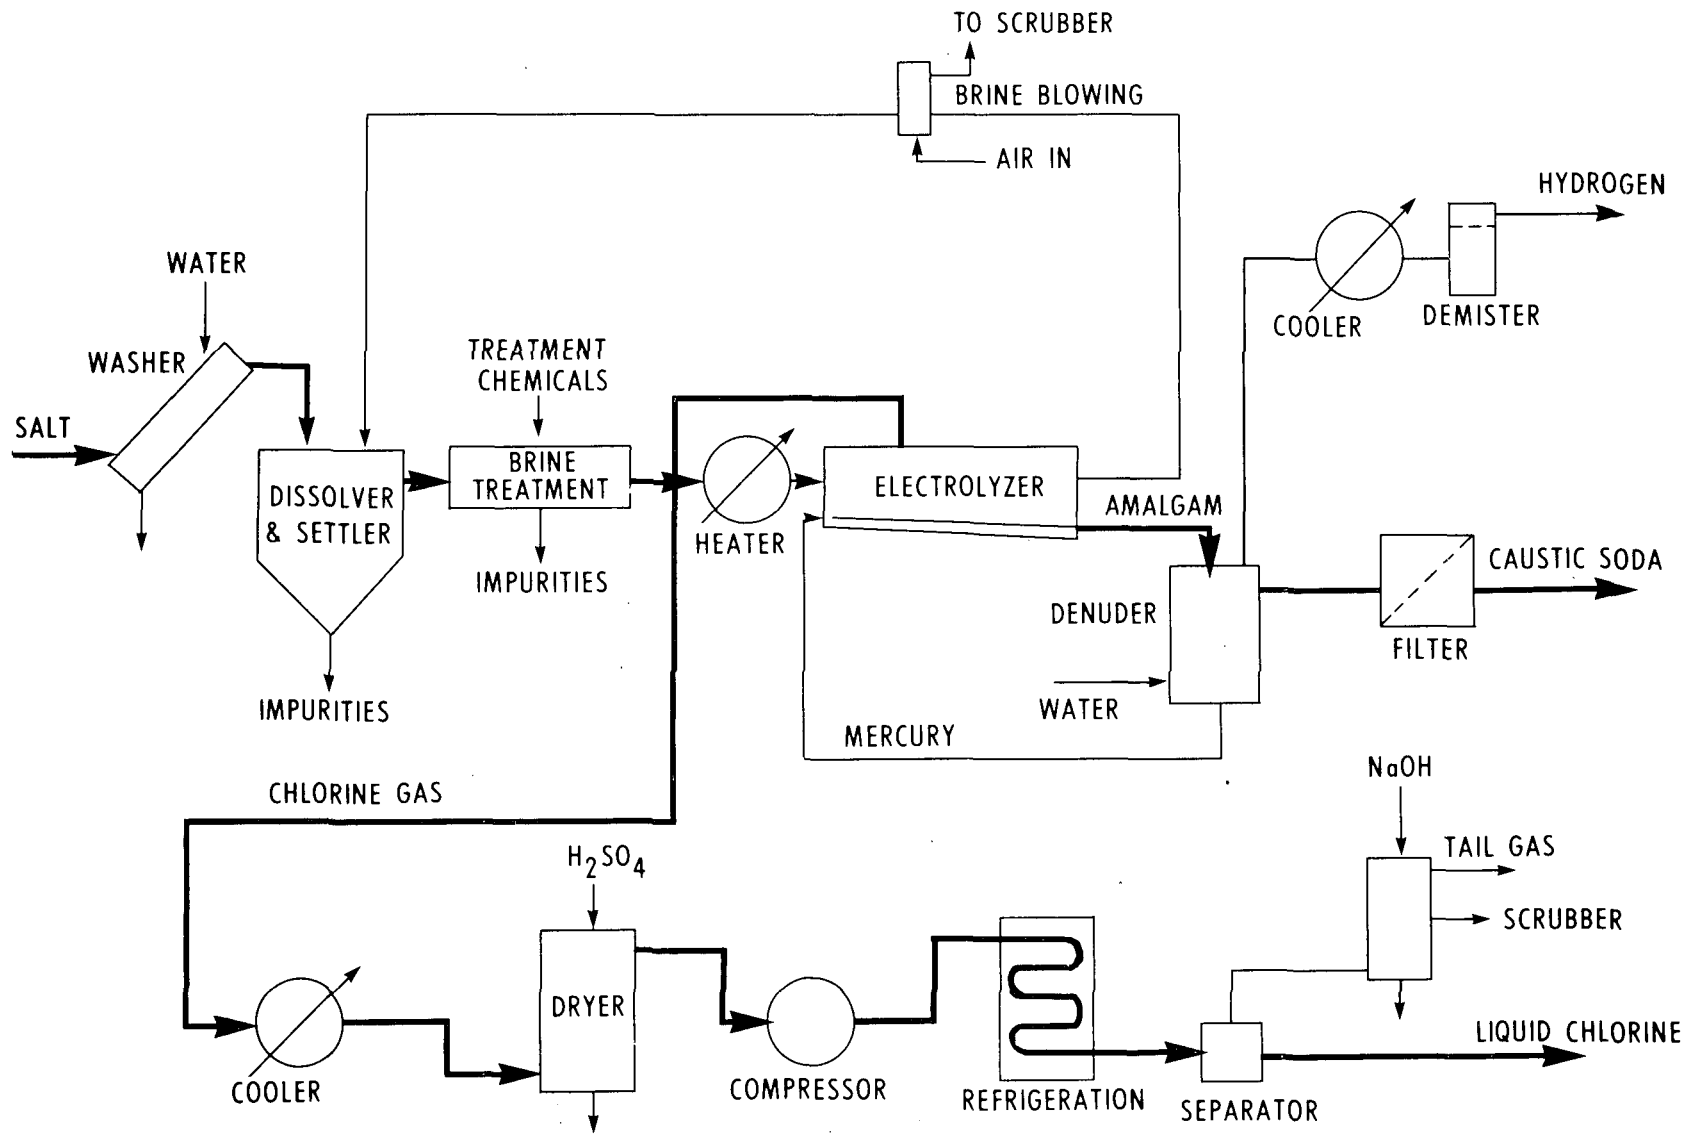 TO SCRUBBER
BRINE BLOWING
AIR IN
HYDROGEN
WATER
COOLER
DEMISTER
WASHER
TREATMENT
CHEMICALS
SALT
BRINE
TREATMENT
DISSOLVER
& SETTLER
ELECTROLYZER
AMALGAM
HEATER
IMPURITIES
CAUSTIC SODA
DENUDER
FILTER
IMPURITIES
WATER
MERCURY
NaOH
CHLORINE GAS
H2SO4
TAIL GAS
SCRUBBER
DRYER
LIQUID CHLORINE
COOLER
COMPRESSOR
REFRIGERATION
SEPARATOR